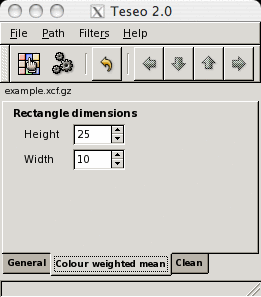 Teseo 2.0
File Path Filters Help
example.xcf.gz
Rectangle dimensions
Height 25
Width 10
General Colour weighted mean Clean